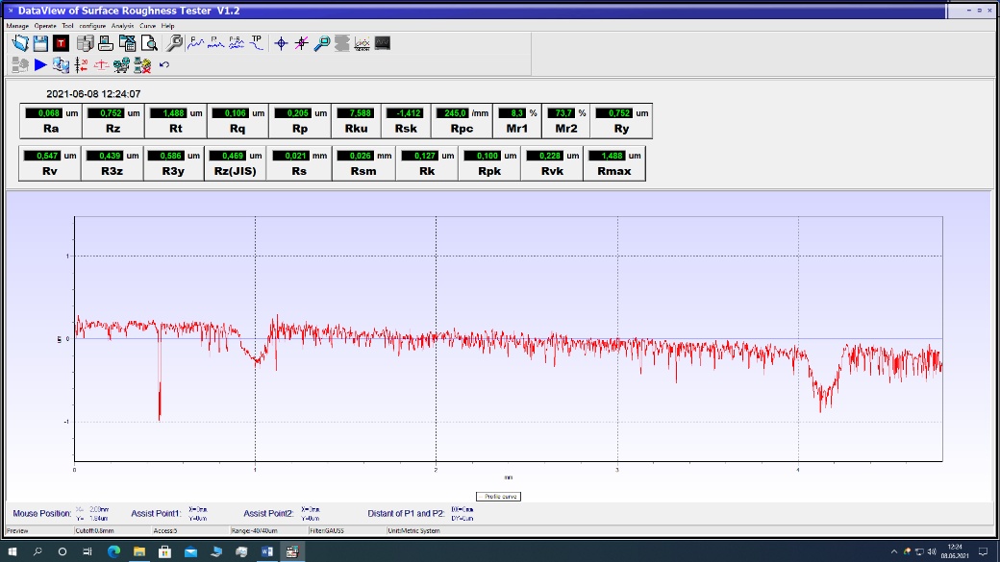 DataView of Surface Roughness Tester V1.2
Manage Operate Tool configure Analysis Curve Help
2021-06-08 12:24:07
0,068 um 0,752 um 1,488 um 0,106 um 0,205 um 7,588 -1,412 245,0 /mm 8,3 % 73,7 % 0,752 um
Ra Rz Rt Rq Rp Rku Rsk Rpc Mr1 Mr2 Ry
0,547 um 0,439 um 0,586 um 0,469 um 0,021 mm 0,026 mm 0,127 um 0,100 um 0,228 um 1,488 um
Rv R3z R3y Rz(JIS) Rs Rsm Rk Rpk Rvk Rmax
1
um 0
-1
0 1 2 3 4
mm
Profile curve
Mouse Position: Assist Point1: X=0mm Assist Point2: X=0mm Distant of P1 and P2: DX=0mm
Y=0um Y=0um DY=0um
Preview Cutoff:0.8mm Access:5 Range:-40/40um Filter:GAUSS Unit:Metric System
12:24
08.06.2021